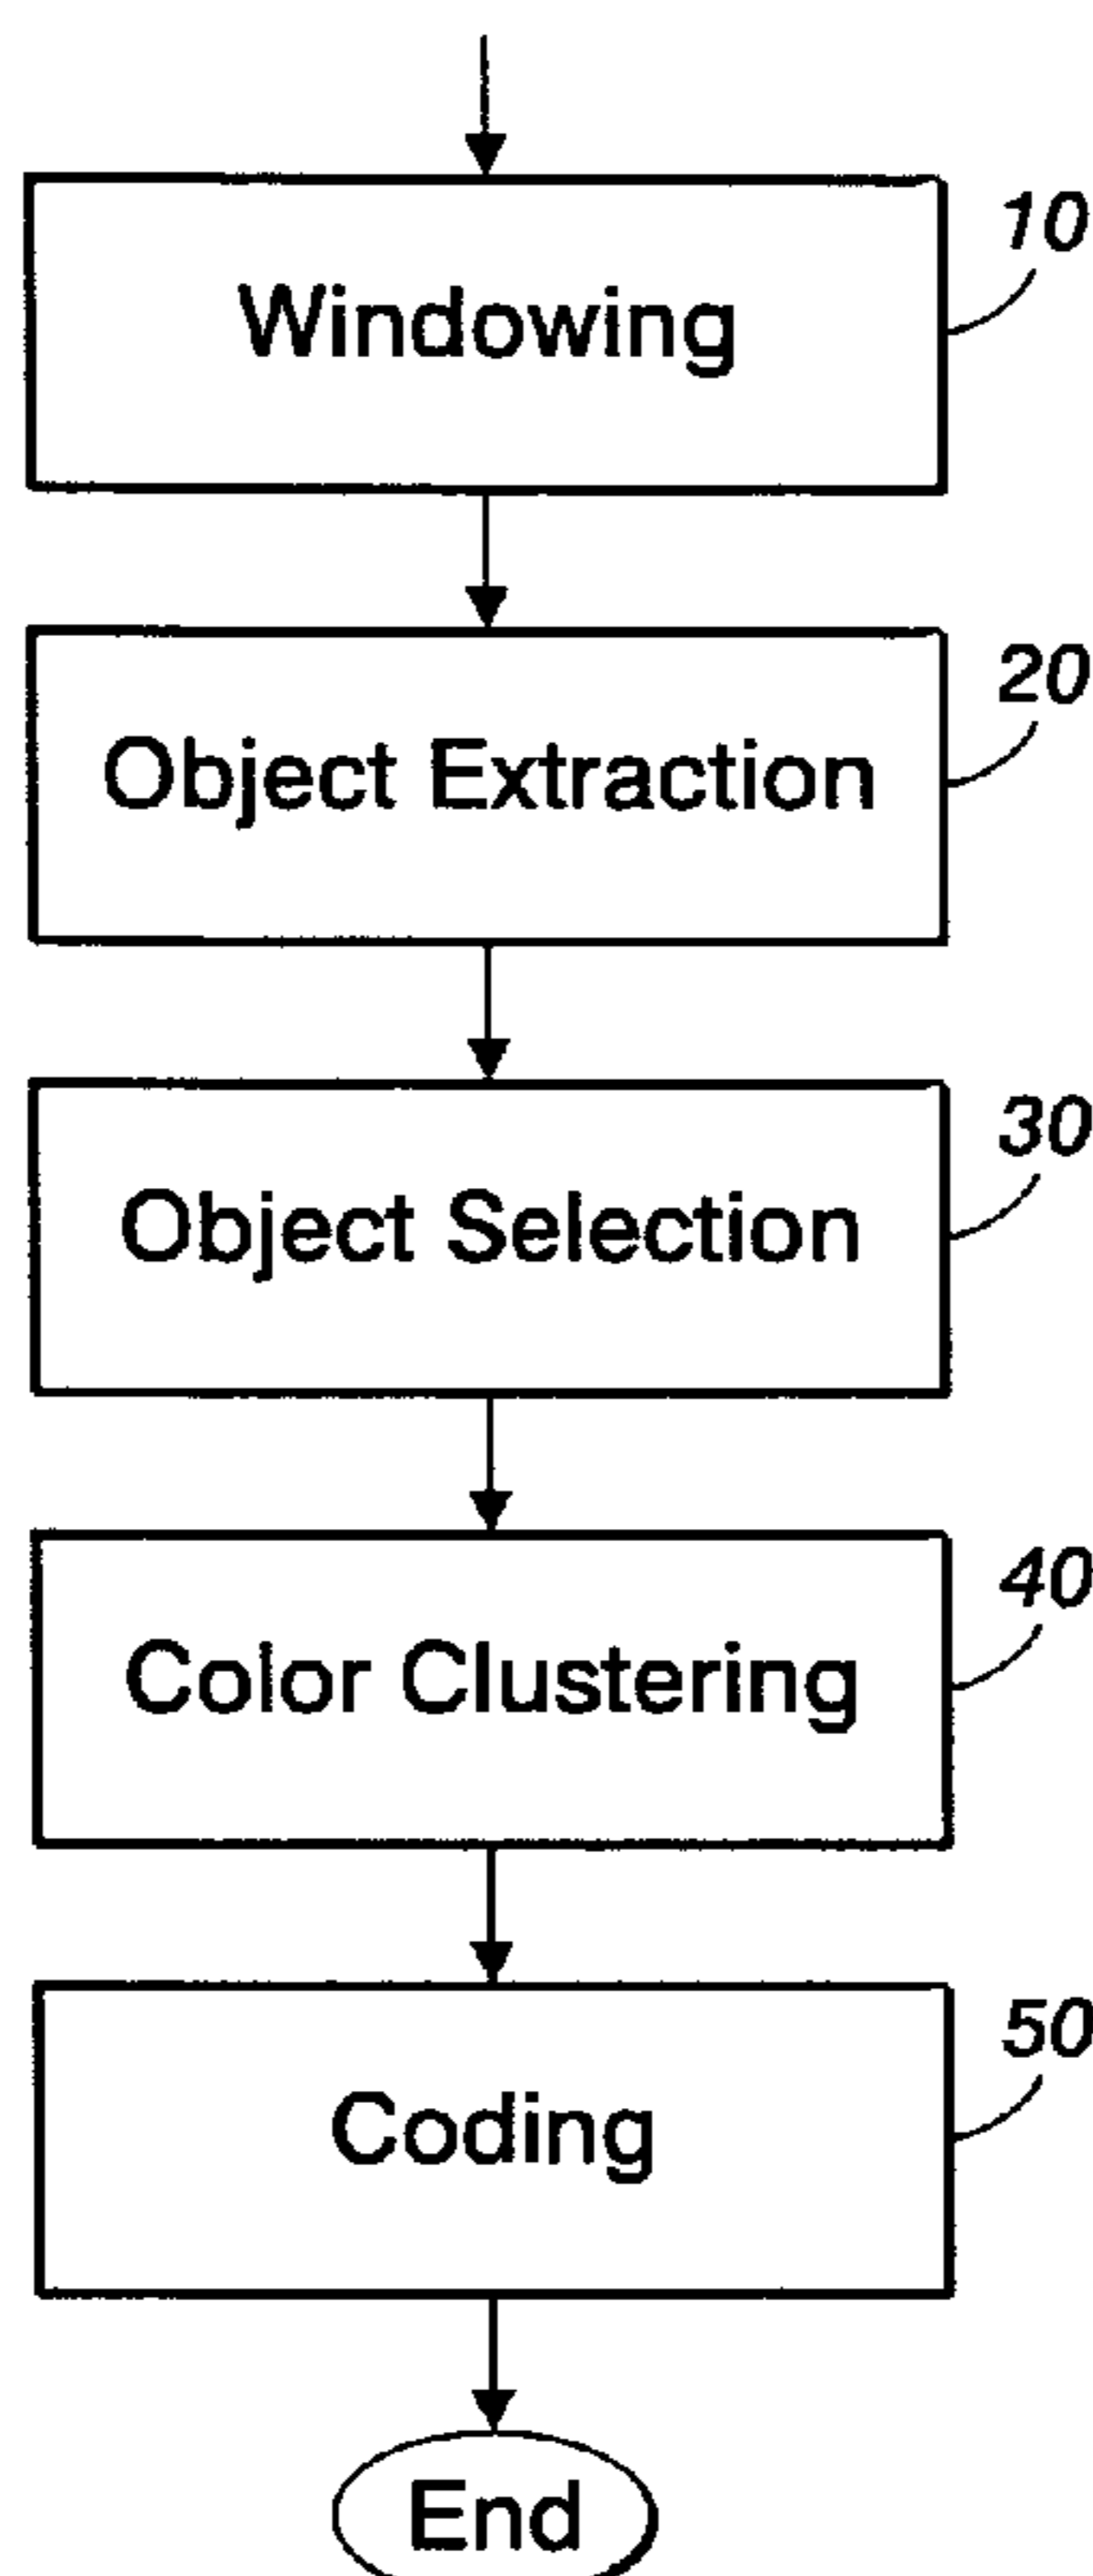 Windowing
10
Object Extraction
20
Object Selection
30
Color Clustering
40
Coding
50
End